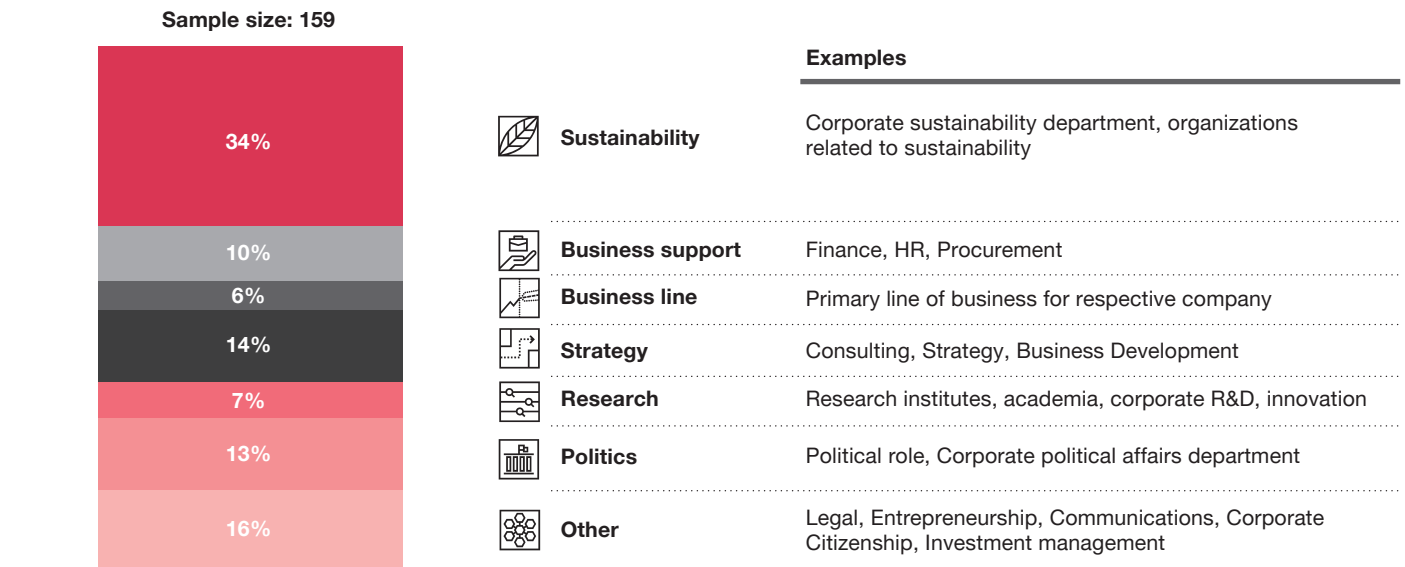 Sample size: 159
Examples
34%
Sustainability
Corporate sustainability department, organizations
related to sustainability
10%
Business support
Finance, HR, Procurement
6%
Business line
Primary line of business for respective company
14%
Strategy
Consulting, Strategy, Business Development
7%
Research
Research institutes, academia, corporate R&D, innovation
13%
Politics
Political role, Corporate political affairs department
16%
Other
Legal, Entrepreneurship, Communications, Corporate
Citizenship, Investment management